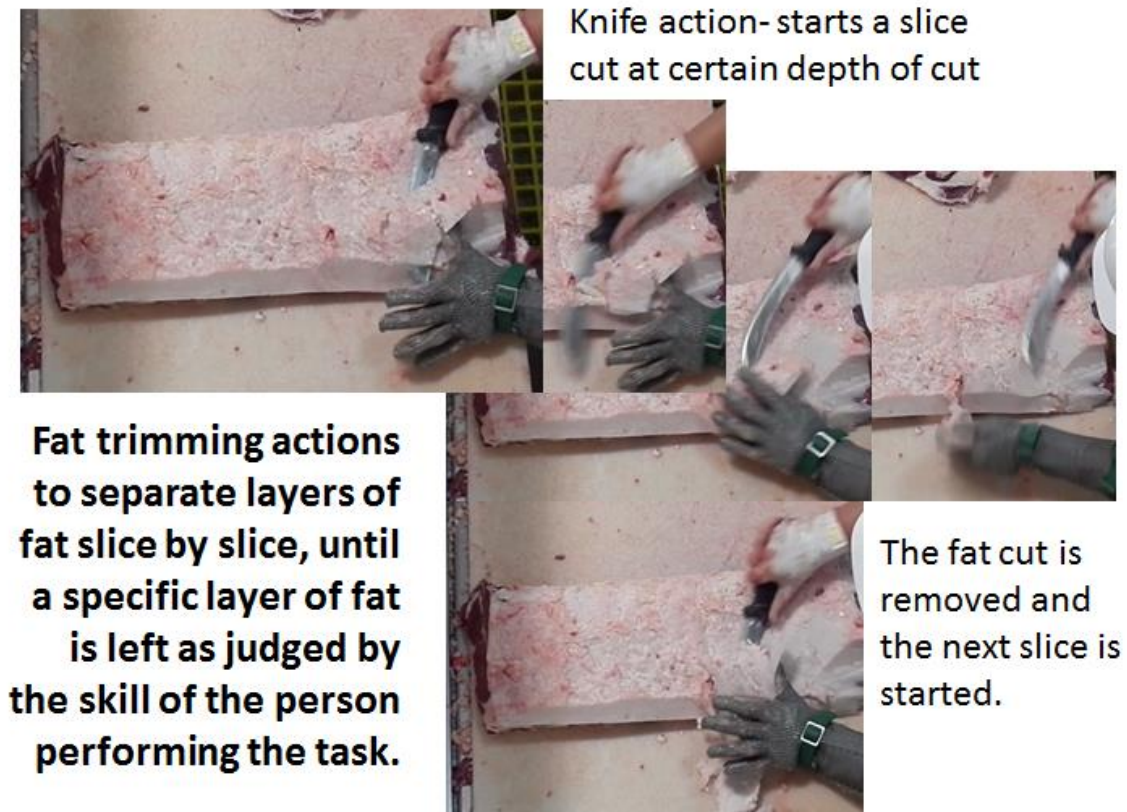 Knife action- starts a slice
cut at certain depth of cut
Fat trimming actions
to separate layers of
fat slice by slice, until
a specific layer of fat
is left as judged by
the skill of the person
performing the task.
The fat cut is
removed and
the next slice is
started.